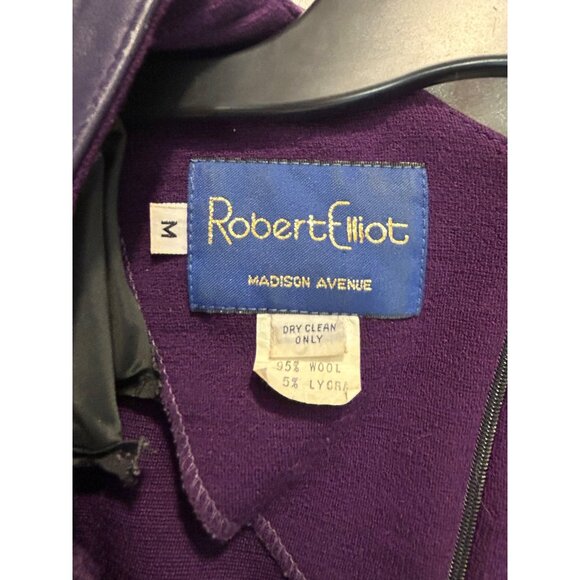 M
RobertElliot
MADISON AVENUE
DRY CLEAN
ONLY
95% WOOL
5% LYCRA